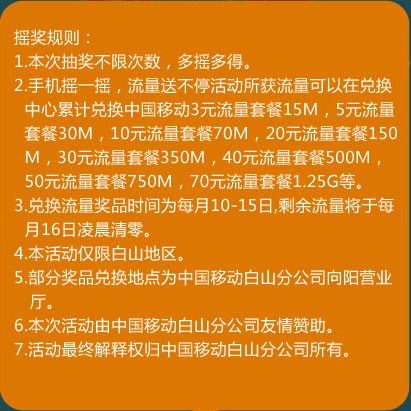 摇奖规则：
1.本次抽奖不限次数，多摇多得。
2.手机摇一摇，流量送不停活动所获流量可以在兑换
中心累计兑换中国移动3元流量套餐15M，5元流量
套餐30M，10元流量套餐70M，20元流量套餐150
M，30元流量套餐350M，40元流量套餐500M，
50元流量套餐750M，70元流量套餐1.25G等。
3.兑换流量奖品时间为每月10-15日,剩余流量将于每
月16日凌晨清零。
4.本活动仅限白山地区。
5.部分奖品兑换地点为中国移动白山分公司向阳营业
厅。
6.本次活动由中国移动白山分公司友情赞助。
7.活动最终解释权归中国移动白山分公司所有。